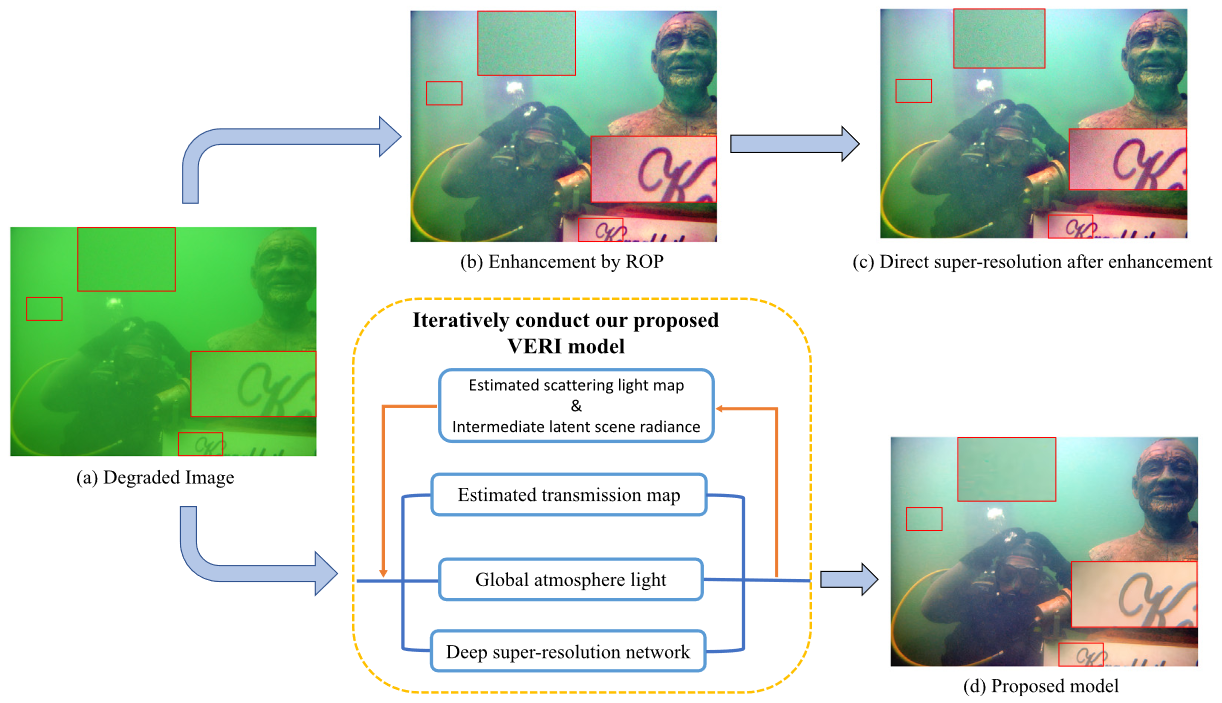 (b) Enhancement by ROP
(c) Direct super-resolution after enhancement
(a) Degraded Image
Iteratively conduct our proposed
VERI model
Estimated scattering light map
&
Intermediate latent scene radiance
Estimated transmission map
Global atmosphere light
Deep super-resolution network
(d) Proposed model